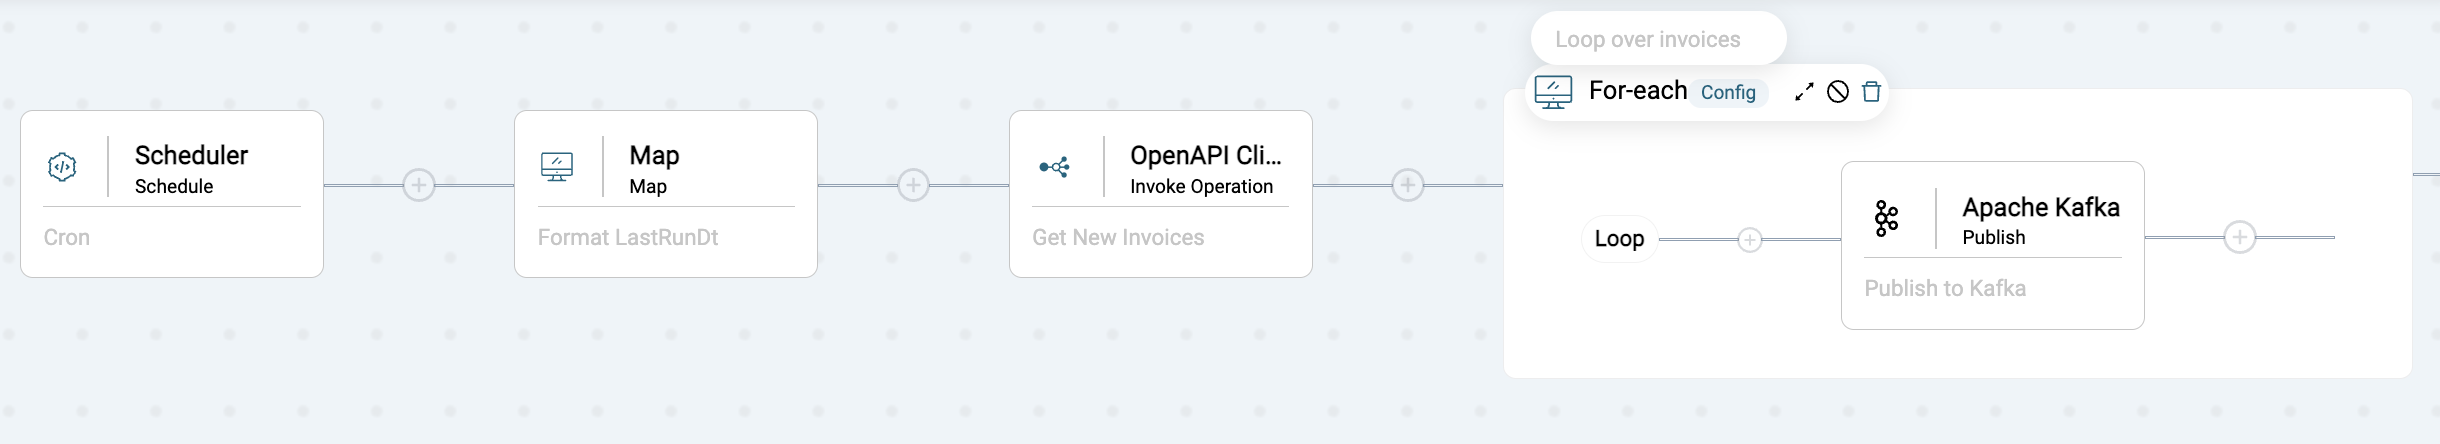 Scheduler
Schedule
Cron
Map
Map
Format LastRunDt
OpenAPI Cli...
Invoke Operation
Get New Invoices
Loop over invoices
For-each Config
Loop
Apache Kafka
Publish
Publish to Kafka